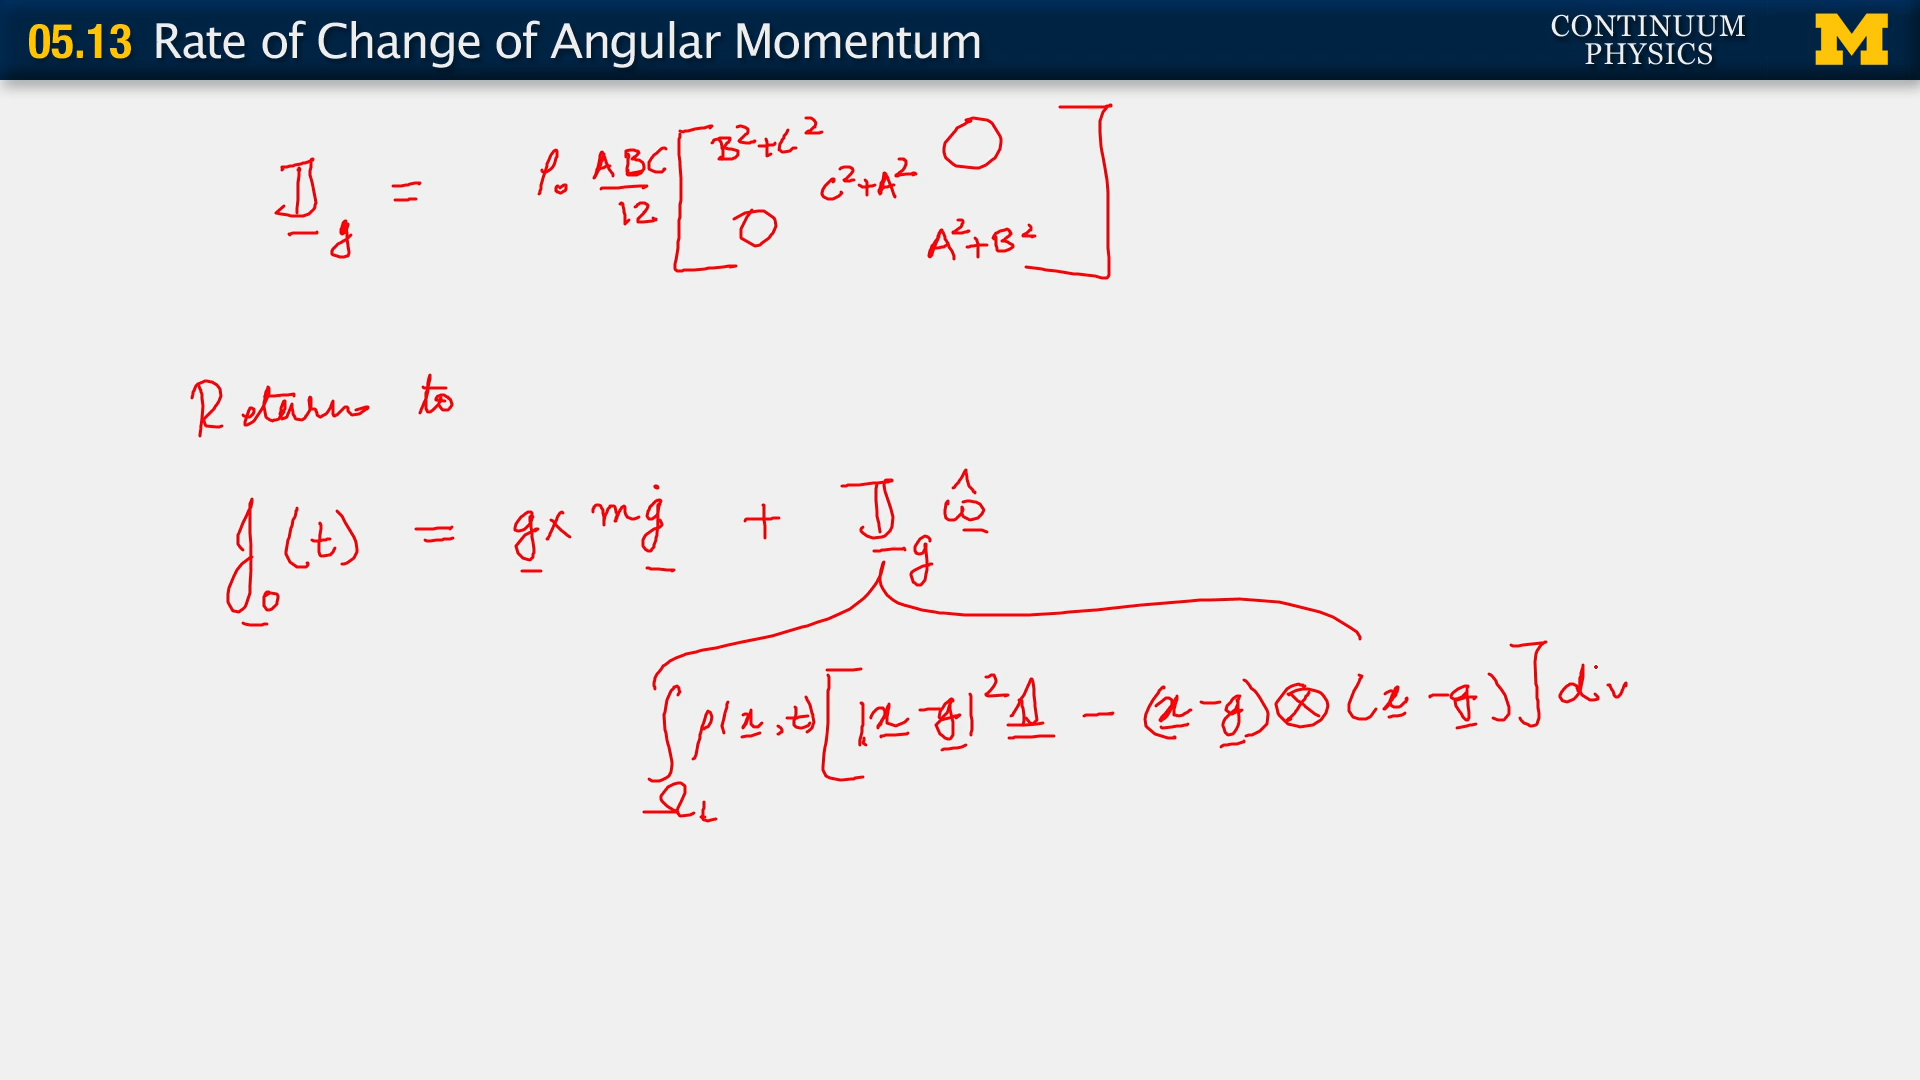 05.13 Rate of Change of Angular Momentum
CONTINUUM PHYSICS M
𝕁_g = ρ₀ ABC/12 [ B²+C² C²+A² A²+B² 0 0 ]
Return to
J₀(t) = g × mġ + 𝕁_g ω̂
∫_Ωt ρ(x,t) [ |x-g|² 𝟙 - (x-g) ⊗ (x-g) ] dv